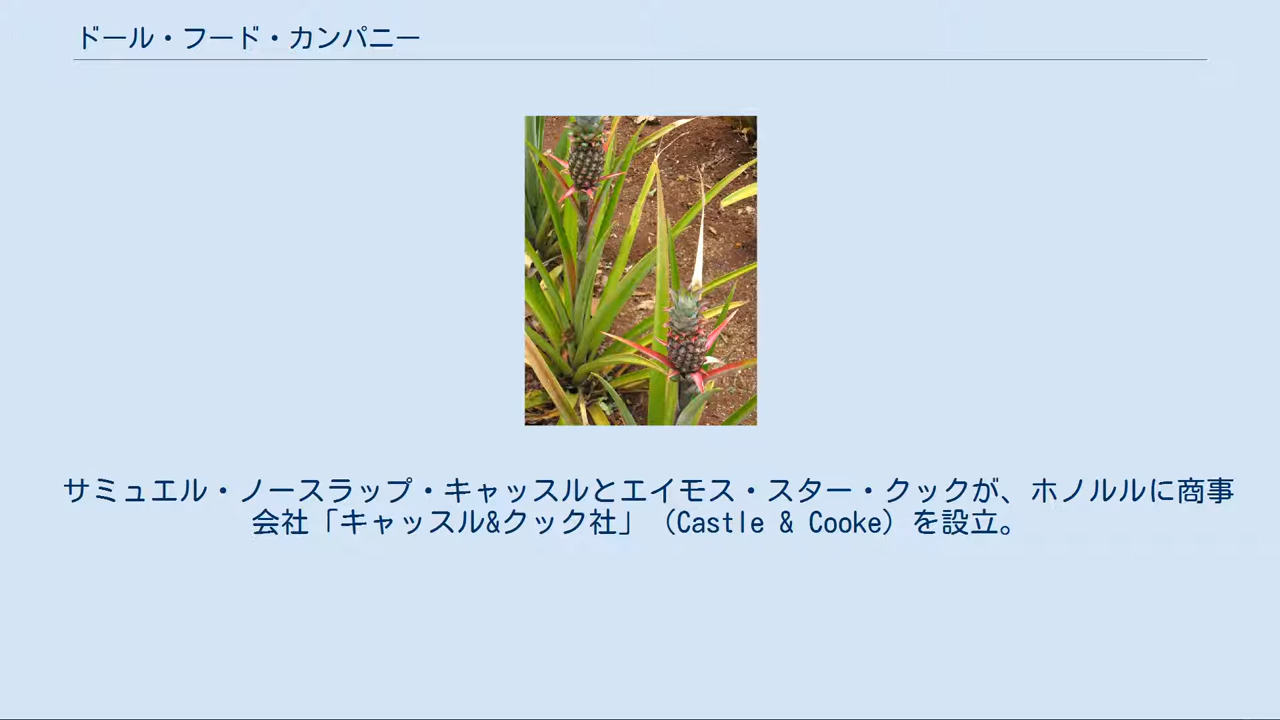 ドール・フード・カンパニー
サミュエル・ノースラップ・キャッスルとエイモス・スター・クックが、ホノルルに商事
会社「キャッスル&クック社」（Castle & Cooke）を設立。